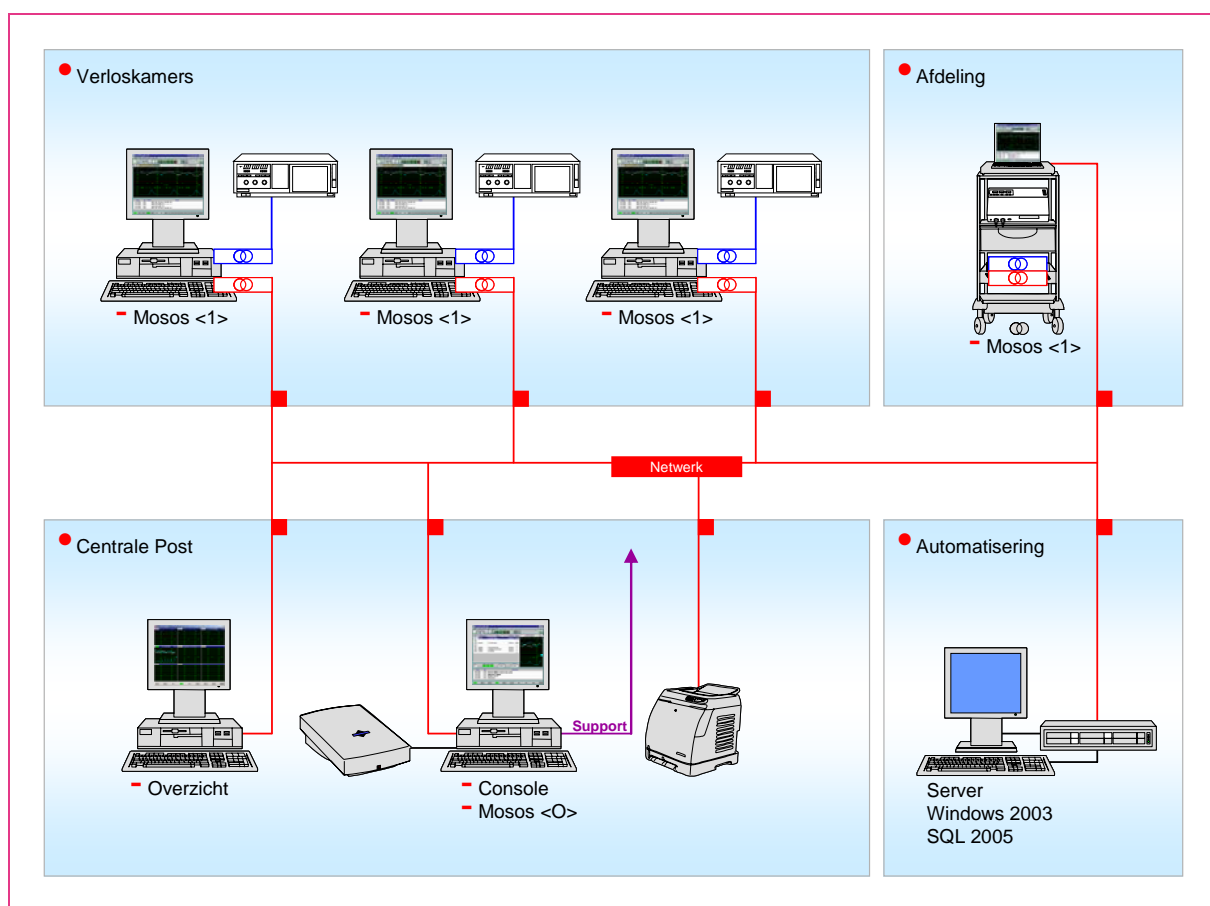 Verloskamers
Afdeling
- Mosos <1>
- Mosos <1>
- Mosos <1>
- Mosos <1>
Netwerk
Centrale Post
Automatisering
Support
- Overzicht
- Console
- Mosos <O>
Server
Windows 2003
SQL 2005